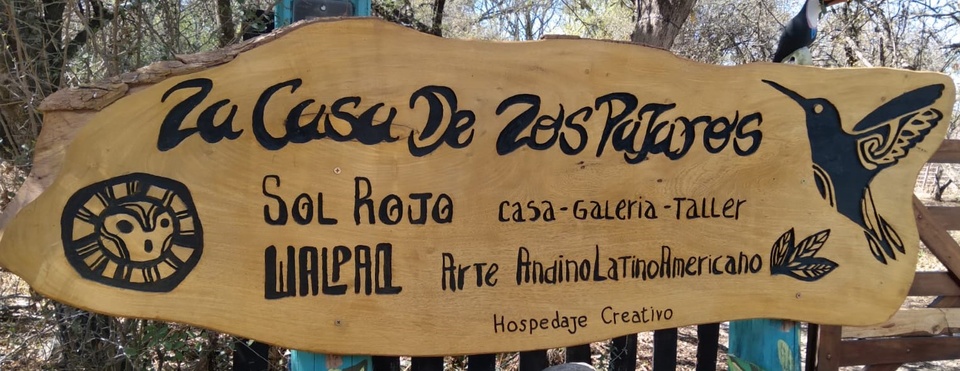 La Casa De Los Pajaros
Sol Rojo Casa-Galeria-Taller
WALPAQ Arte AndinoLatinoAmericano
Hospedaje Creativo